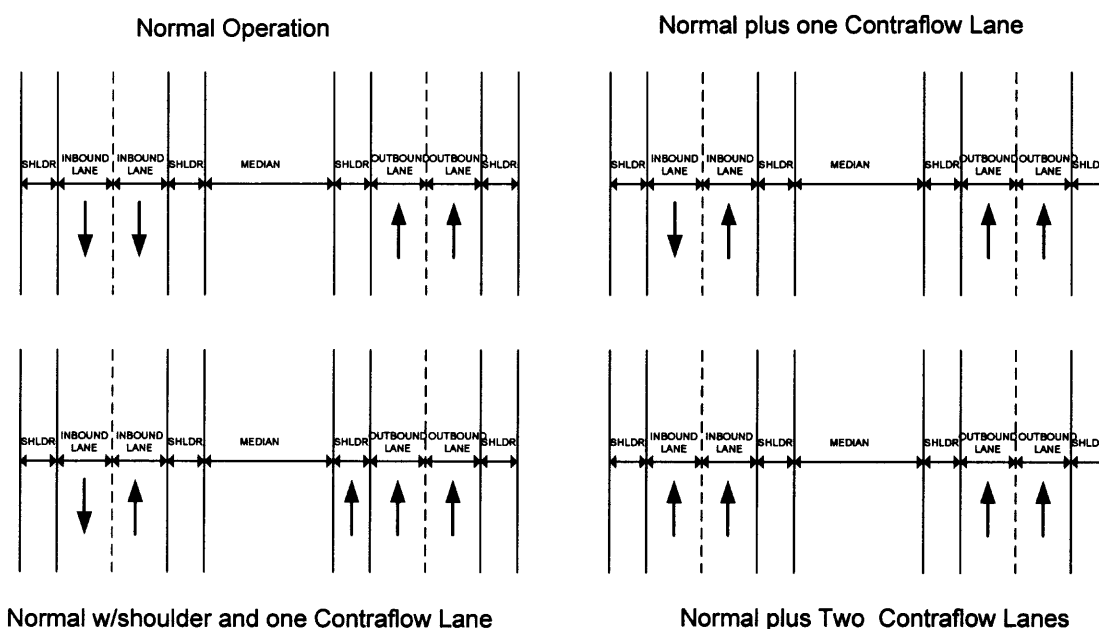 Normal Operation
Normal plus one Contraflow Lane
SHLDR INBOUND LANE INBOUND LANE SHLDR MEDIAN SHLDR OUTBOUND LANE OUTBOUND LANE SHLDR
SHLDR INBOUND LANE INBOUND LANE SHLDR MEDIAN SHLDR OUTBOUND LANE OUTBOUND LANE SHLD
SHLDR INBOUND LANE INBOUND LANE SHLDR MEDIAN SHLDR OUTBOUND LANE OUTBOUND LANE SHLDR
SHLDR INBOUND LANE INBOUND LANE SHLDR MEDIAN SHLDR OUTBOUND LANE OUTBOUND LANE SHLD
Normal w/shoulder and one Contraflow Lane
Normal plus Two Contraflow Lanes